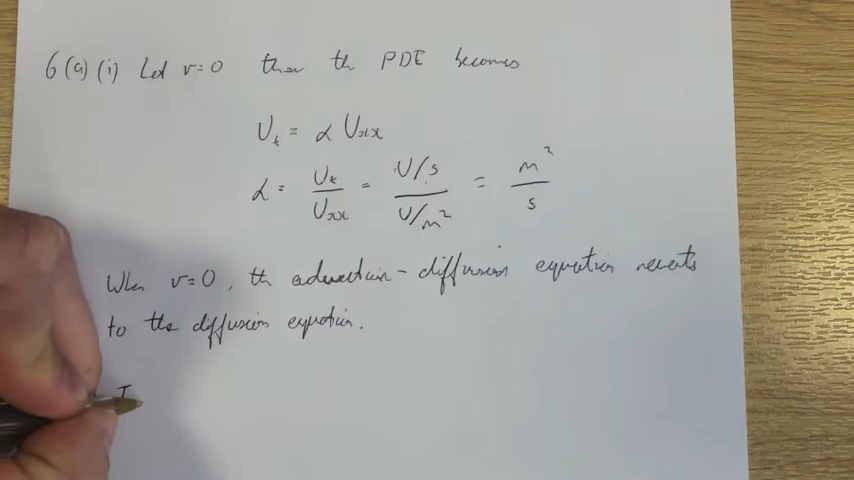 6(a)(i) Let v=0 then the PDE becomes
U_t = α U_xx
α = U_t / U_xx = (U/s) / (U/m²) = m² / s
When v=0, the advection-diffusion equation reverts
to the diffusion equation.
I